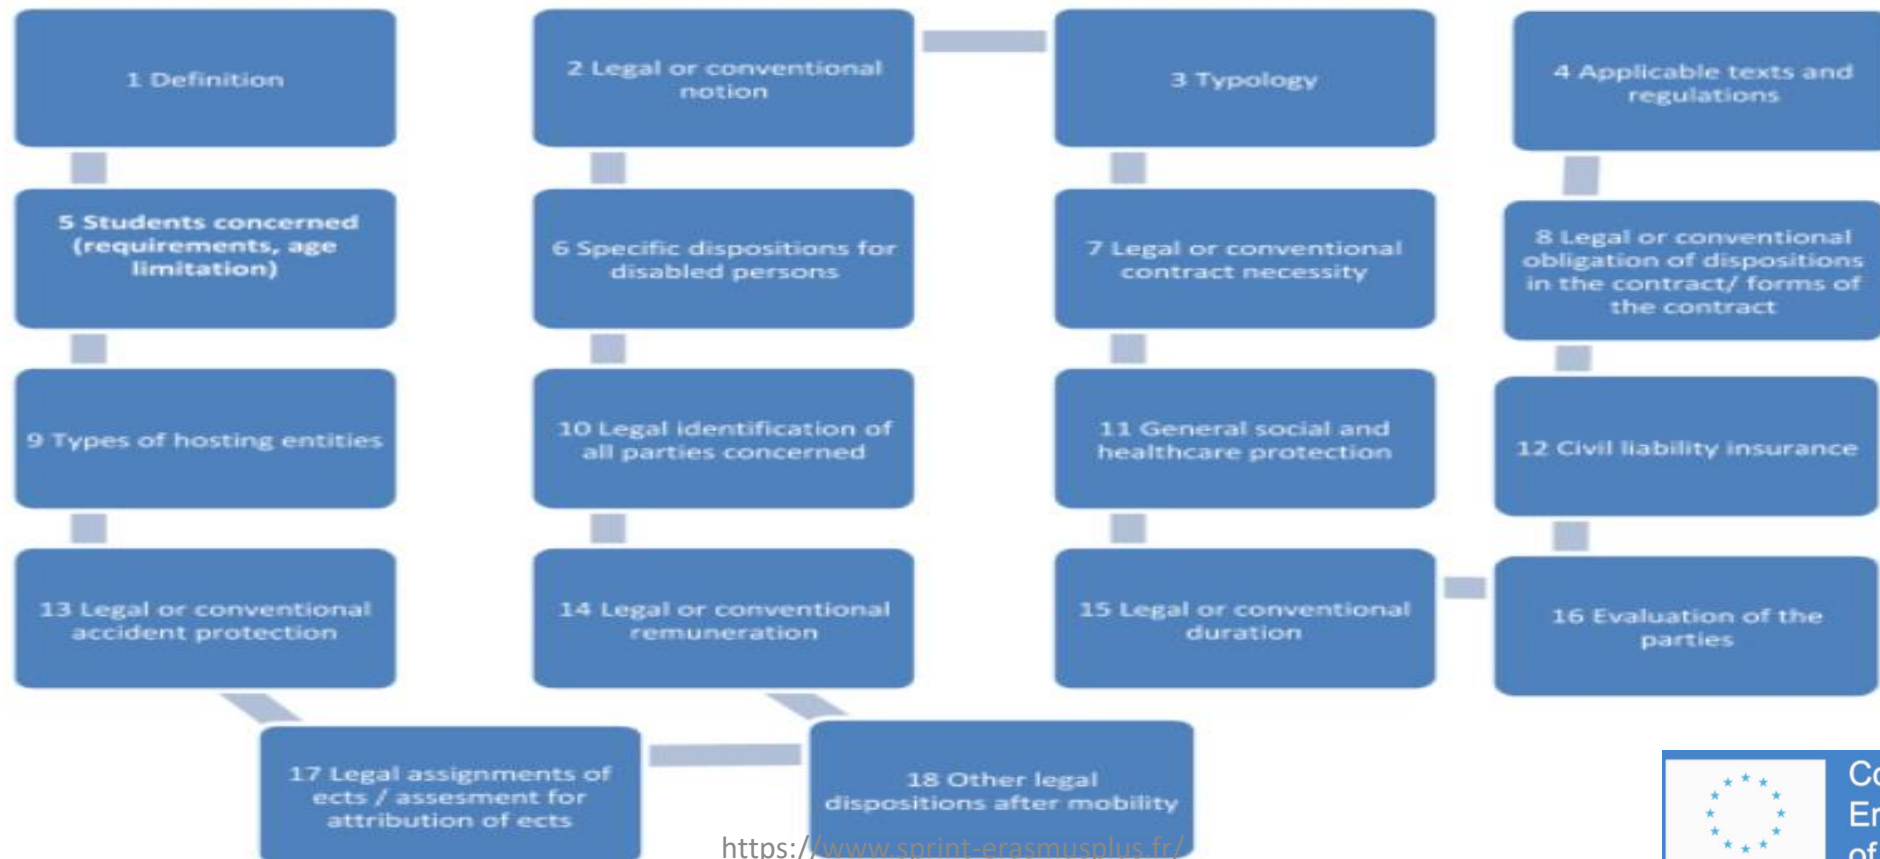 1 Definition
2 Legal or conventional
notion
3 Typology
4 Applicable texts and
regulations
5 Students concerned
(requirements, age
limitation)
6 Specific dispositions for
disabled persons
7 Legal or conventional
contract necessity
8 Legal or conventional
obligation of dispositions
in the contract/ forms of
the contract
9 Types of hosting entities
10 Legal identification of
all parties concerned
11 General social and
healthcare protection
12 Civil liability insurance
13 Legal or conventional
accident protection
14 Legal or conventional
remuneration
15 Legal or conventional
duration
16 Evaluation of the
parties
17 Legal assignments of
ects / assesment for
attribution of ects
18 Other legal
dispositions after mobility
https://www.sprint-erasmusplus.fr/
Co
Er
of